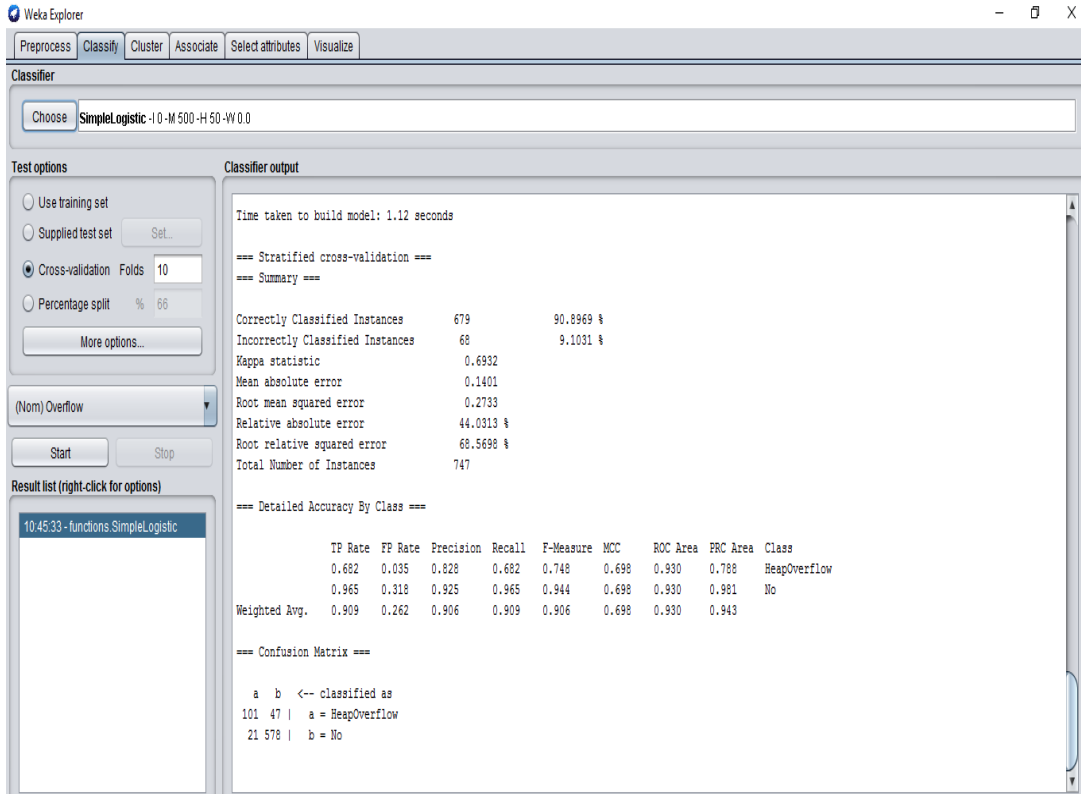 Weka Explorer
Preprocess Classify Cluster Associate Select attributes Visualize
Classifier
Choose SimpleLogistic -I 0 -M 500 -H 50 -W 0.0
Test options
Use training set
Supplied test set Set...
Cross-validation Folds 10
Percentage split % 66
More options...
(Nom) Overflow
Start Stop
Result list (right-click for options)
10:45:33 - functions.SimpleLogistic
Classifier output
Time taken to build model: 1.12 seconds
=== Stratified cross-validation ===
=== Summary ===
Correctly Classified Instances 679 90.8969 %
Incorrectly Classified Instances 68 9.1031 %
Kappa statistic 0.6932
Mean absolute error 0.1401
Root mean squared error 0.2733
Relative absolute error 44.0313 %
Root relative squared error 68.5698 %
Total Number of Instances 747
=== Detailed Accuracy By Class ===
TP Rate FP Rate Precision Recall F-Measure MCC ROC Area PRC Area Class
0.682 0.035 0.828 0.682 0.748 0.698 0.930 0.788 HeapOverflow
0.965 0.318 0.925 0.965 0.944 0.698 0.930 0.981 No
Weighted Avg. 0.909 0.262 0.906 0.909 0.906 0.698 0.930 0.943
=== Confusion Matrix ===
a b <-- classified as
101 47 | a = HeapOverflow
21 578 | b = No